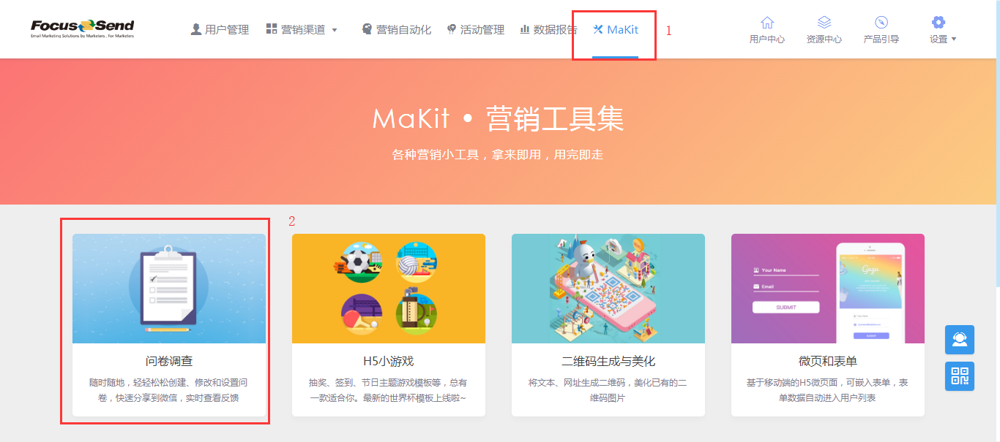 Focus Send
Email Marketing Solutions by Marketers , For Marketers
用户管理
营销渠道
营销自动化
活动管理
数据报告
MaKit
1
用户中心
资源中心
产品引导
设置
MaKit • 营销工具集
各种营销小工具，拿来即用，用完即走
2
问卷调查
随时随地，轻轻松松创建、修改和设置问
卷，快速分享到微信，实时查看反馈
H5小游戏
抽奖、签到、节日主题游戏模板等，总有
一款适合你。最新的世界杯模板上线啦~
二维码生成与美化
将文本、网址生成二维码，美化已有的二
维码图片
Your Name
Email
SUBMIT
Gogo
微页和表单
基于移动端的H5微页面，可嵌入表单，表
单数据自动进入用户列表